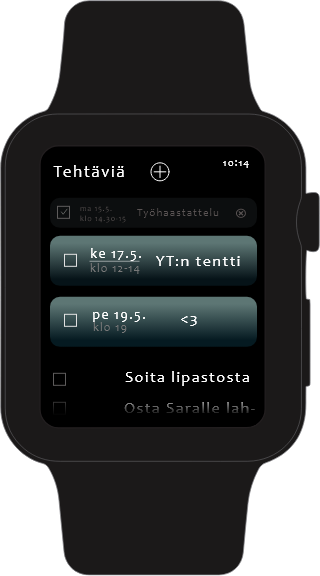 10:14
Tehtäviä
ma 15.5.
klo 14.30-15
Työhaastattelu
ke 17.5.
klo 12-14
YT:n tentti
pe 19.5.
klo 19
<3
Soita lipastosta
Osta Saralle lah-